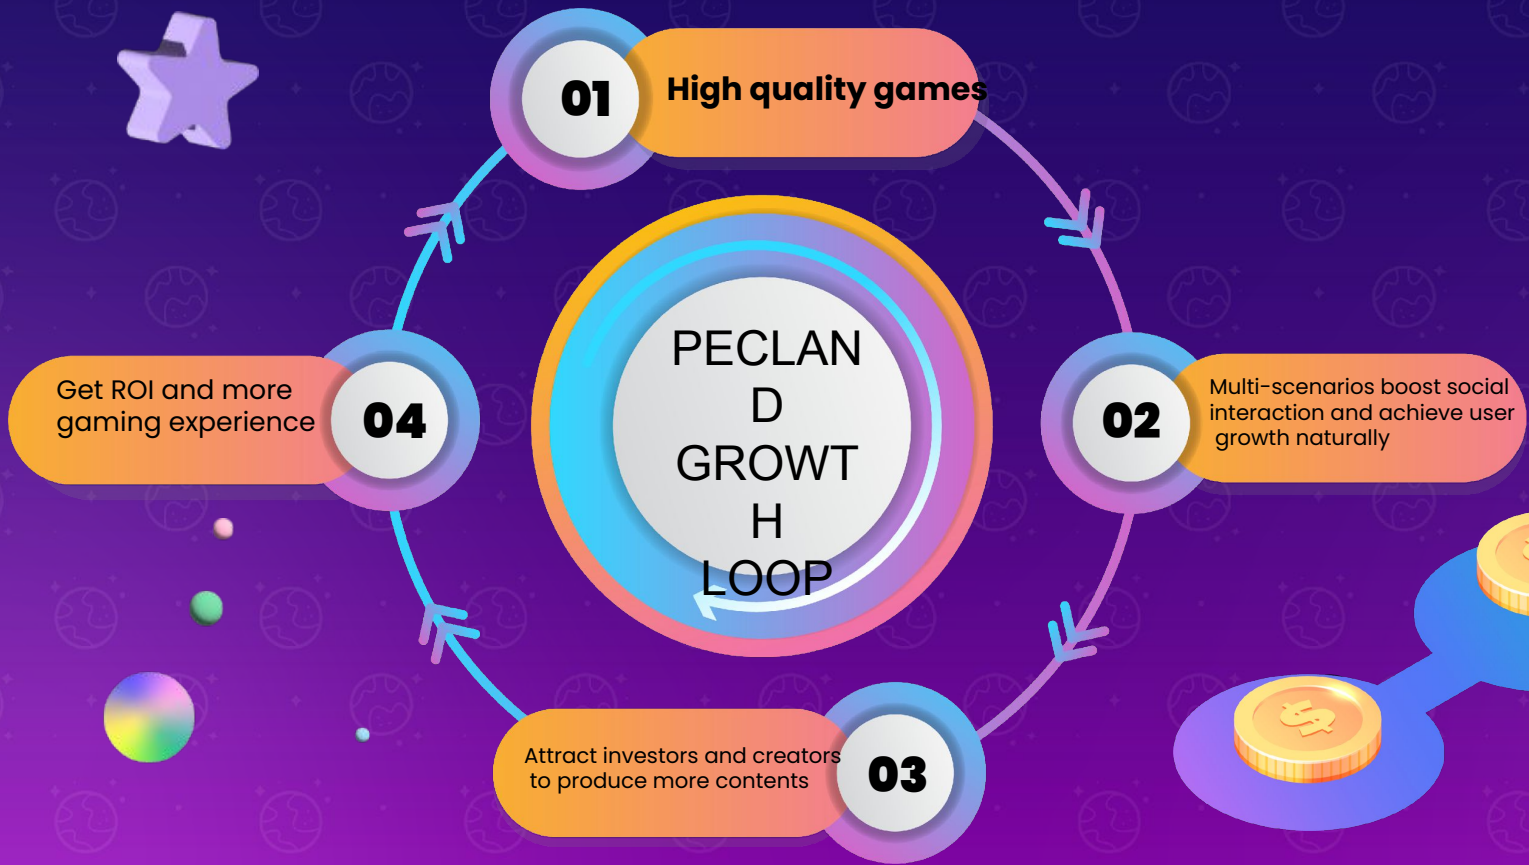 01
High quality games
PECLAN
D
GROWT
H
LOOP
Get ROI and more
gaming experience
04
02
Multi-scenarios boost social
interaction and achieve user
growth naturally
Attract investors and creators
to produce more contents
03